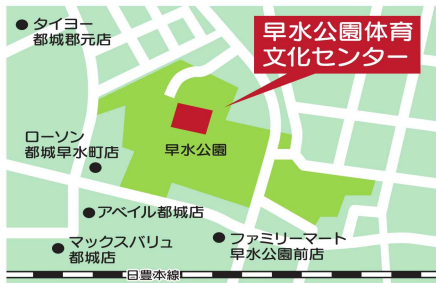 タイヨー
都城郡元店
早水公園体育
文化センター
ローソン
都城早水町店
早水公園
アベイル都城店
マックスバリュ
都城店
ファミリーマート
早水公園前店
日豊本線